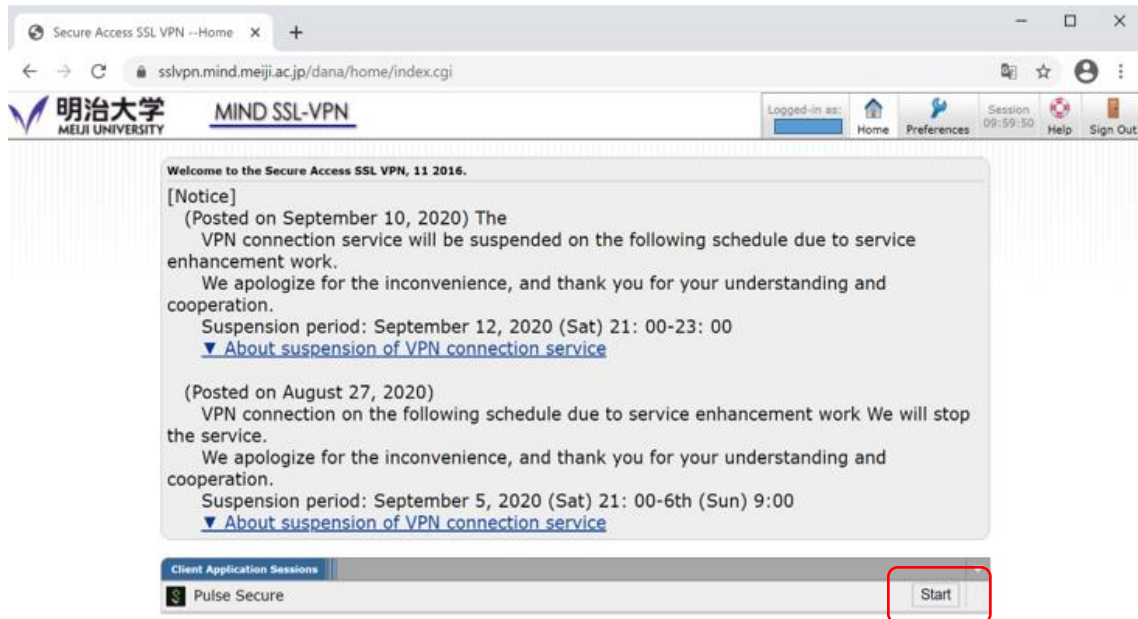 Secure Access SSL VPN --Home
sslvpn.mind.meiji.ac.jp/dana/home/index.cgi
明治大学
MEIJI UNIVERSITY
MIND SSL-VPN
Logged-in as:
Home
Preferences
Session
09:59:50
Help
Sign Out
Welcome to the Secure Access SSL VPN, 11 2016.
[Notice]
(Posted on September 10, 2020) The
VPN connection service will be suspended on the following schedule due to service
enhancement work.
We apologize for the inconvenience, and thank you for your understanding and
cooperation.
Suspension period: September 12, 2020 (Sat) 21: 00-23: 00
▼ About suspension of VPN connection service
(Posted on August 27, 2020)
VPN connection on the following schedule due to service enhancement work We will stop
the service.
We apologize for the inconvenience, and thank you for your understanding and
cooperation.
Suspension period: September 5, 2020 (Sat) 21: 00-6th (Sun) 9:00
▼ About suspension of VPN connection service
Client Application Sessions
Pulse Secure
Start